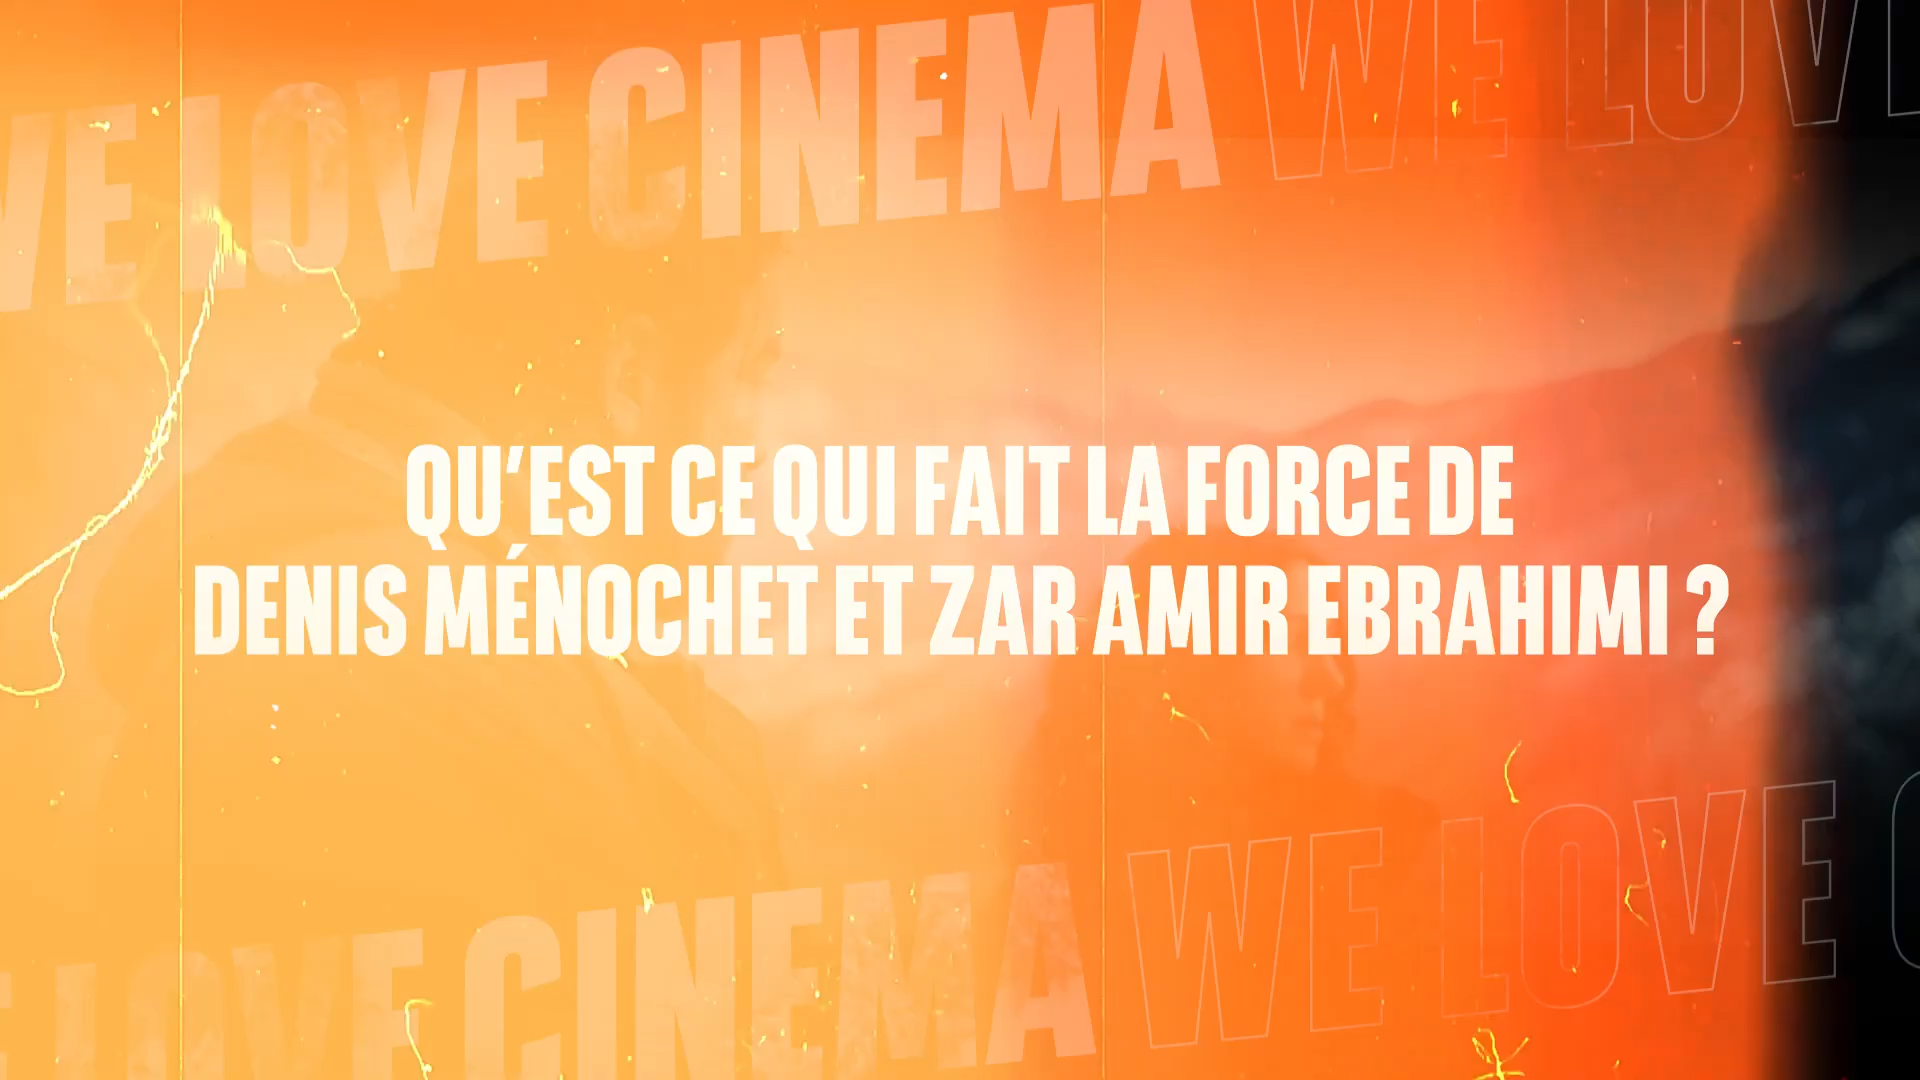 WE LOVE CINEMA WE LOVE
QU'EST CE QUI FAIT LA FORCE DE
DENIS MÉNOCHET ET ZAR AMIR EBRAHIMI ?
E LOVE CINEMA WE LOVE C